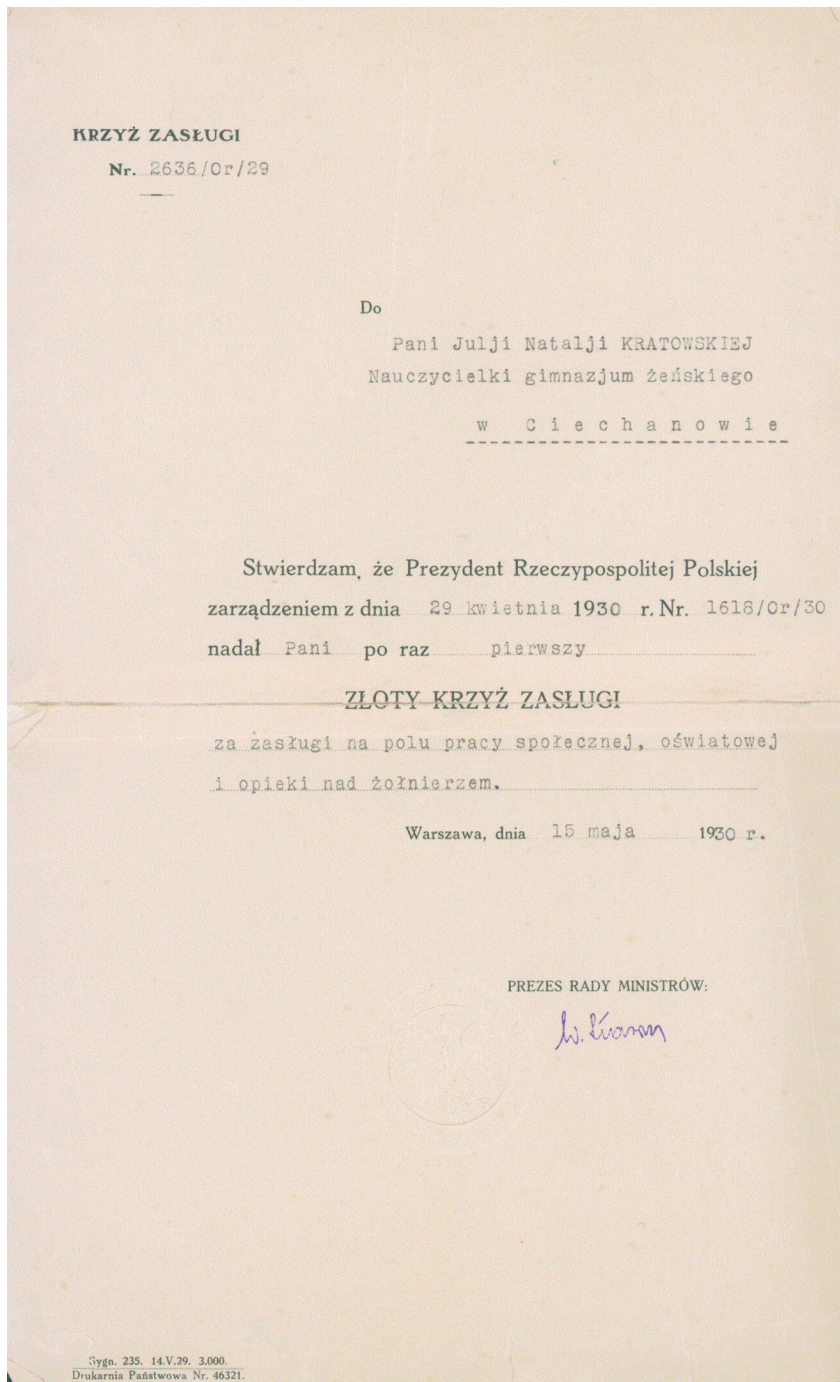 KRZYŻ ZASŁUGI
Nr. 2636/Or/29
Do
Pani Julji Natalji KRATOWSKIEJ
Nauczycielki gimnazjum żeńskiego
w Ciechanowie
Stwierdzam, że Prezydent Rzeczypospolitej Polskiej
zarządzeniem z dnia 29 kwietnia 1930 r. Nr. 1618/Or/30
nadał Pani po raz pierwszy
ZŁOTY KRZYŻ ZASŁUGI
za zasługi na polu pracy społecznej, oświatowej
i opieki nad żołnierzem.
Warszawa, dnia 15 maja 1930 r.
PREZES RADY MINISTRÓW:
W.
Sygn. 235. 14.V.29. 3.000.
Drukarnia Państwowa Nr. 46321.